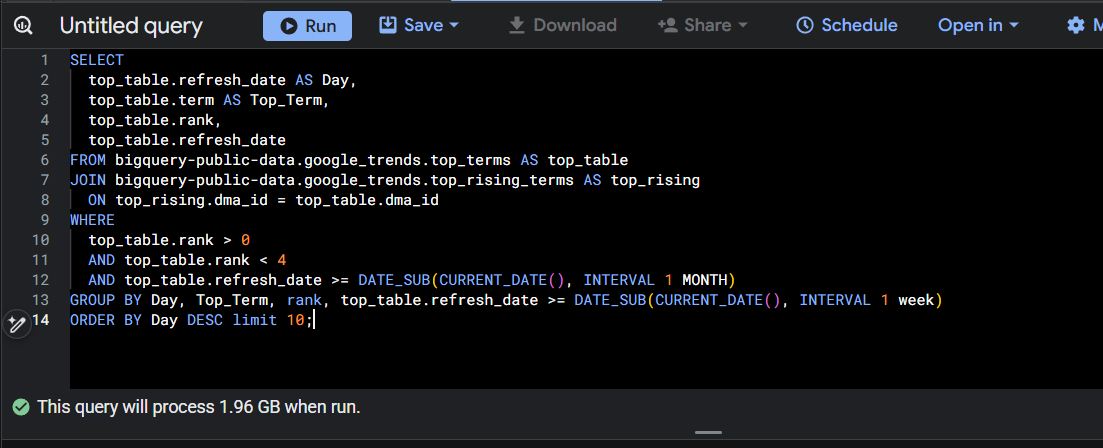 Untitled query Run Save Download Share Schedule Open in M
1 SELECT
2 top_table.refresh_date AS Day,
3 top_table.term AS Top_Term,
4 top_table.rank,
5 top_table.refresh_date
6 FROM bigquery-public-data.google_trends.top_terms AS top_table
7 JOIN bigquery-public-data.google_trends.top_rising_terms AS top_rising
8 ON top_rising.dma_id = top_table.dma_id
9 WHERE
10 top_table.rank > 0
11 AND top_table.rank < 4
12 AND top_table.refresh_date >= DATE_SUB(CURRENT_DATE(), INTERVAL 1 MONTH)
13 GROUP BY Day, Top_Term, rank, top_table.refresh_date >= DATE_SUB(CURRENT_DATE(), INTERVAL 1 week)
14 ORDER BY Day DESC limit 10;
This query will process 1.96 GB when run.